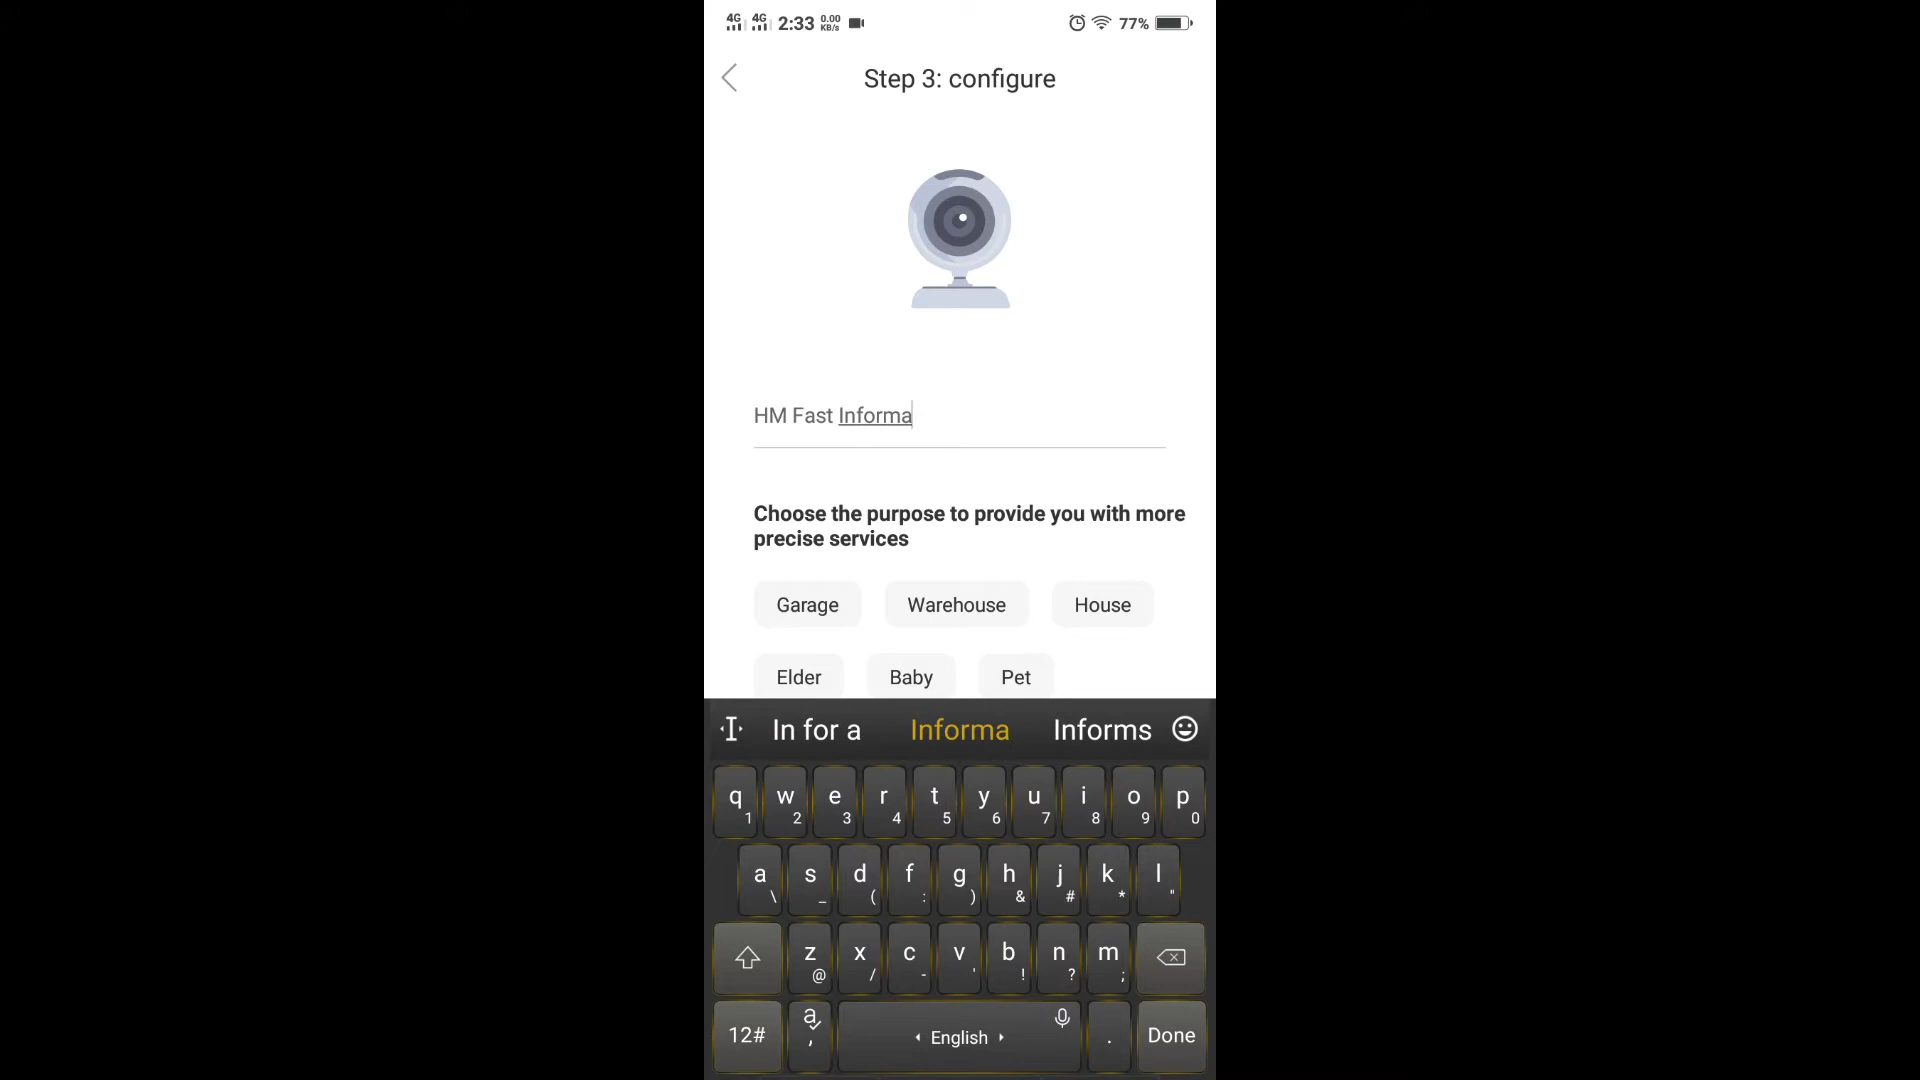 4G 4G 2:33 0.00 KB/s 77%
Step 3: configure
HM Fast Informa
Choose the purpose to provide you with more
precise services
Garage Warehouse House
Elder Baby Pet
In for a Informa Informs
q w e r t y u i o p
1 2 3 4 5 6 7 8 9 0
a s d f g h j k l
\ _ ( : ) & # * "
z x c v b n m
@ / - ' ! ? ;
12# a , English . Done